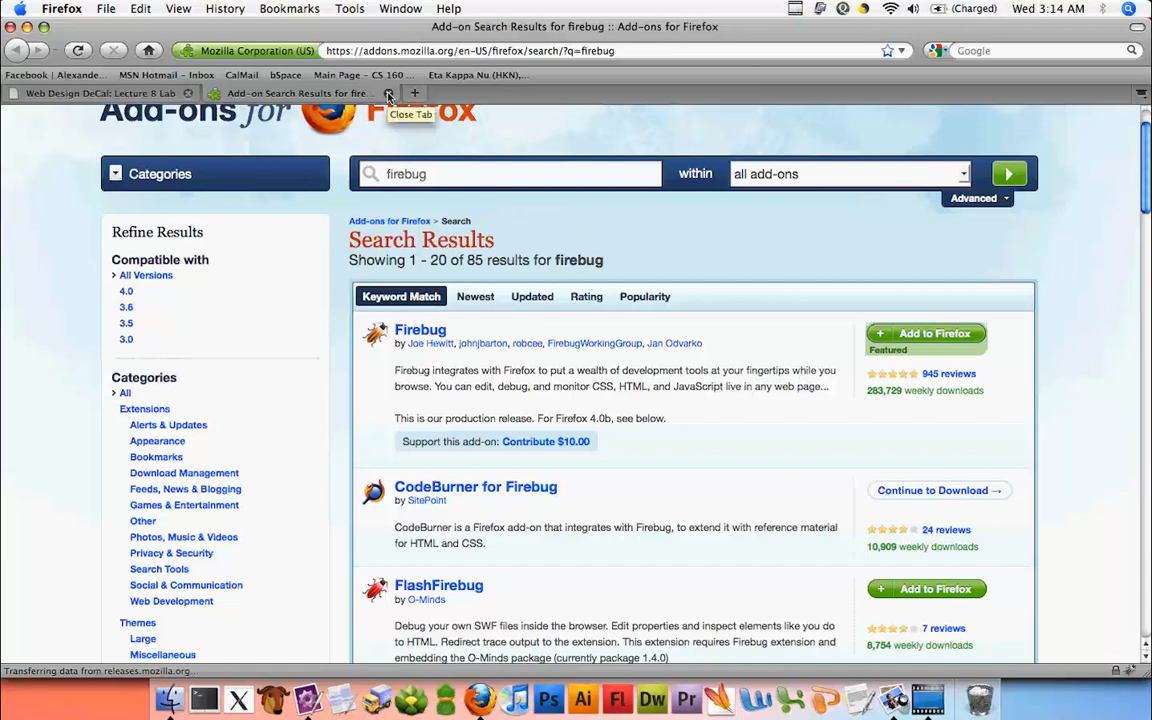 Firefox File Edit View History Bookmarks Tools Window Help (Charged) Wed 3:14 AM
Add-on Search Results for firebug :: Add-ons for Firefox
Mozilla Corporation (US) https://addons.mozilla.org/en-US/firefox/search/?q=firebug Google
Facebook | Alexande... MSN Hotmail - Inbox CalMail bSpace Main Page - CS 160 ... Eta Kappa Nu (HKN),...
Web Design DeCal: Lecture 8 Lab Add-on Search Results for fire... +
Close Tab
Add-ons for Firefox
Categories firebug within all add-ons
Advanced
Add-ons for Firefox > Search
Search Results
Showing 1 - 20 of 85 results for firebug
Refine Results
Compatible with
All Versions
4.0
3.6
3.5
3.0
Categories
All
Extensions
Alerts & Updates
Appearance
Bookmarks
Download Management
Feeds, News & Blogging
Games & Entertainment
Other
Photos, Music & Videos
Privacy & Security
Search Tools
Social & Communication
Web Development
Themes
Large
Miscellaneous
Keyword Match Newest Updated Rating Popularity
Firebug
by Joe Hewitt, johnjbarton, robcee, FirebugWorkingGroup, Jan Odvarko
Firebug integrates with Firefox to put a wealth of development tools at your fingertips while you
browse. You can edit, debug, and monitor CSS, HTML, and JavaScript live in any web page...
This is our production release. For Firefox 4.0b, see below.
Support this add-on: Contribute $10.00
+ Add to Firefox
Featured
945 reviews
283,729 weekly downloads
CodeBurner for Firebug
by SitePoint
CodeBurner is a Firefox add-on that integrates with Firebug, to extend it with reference material
for HTML and CSS.
Continue to Download →
24 reviews
10,909 weekly downloads
FlashFirebug
by O-Minds
Debug your own SWF files inside the browser. Edit properties and inspect elements like you do
to HTML. Redirect trace output to the extension. This extension requires Firebug extension and
embedding the O-Minds package (currently package 1.4.0)
+ Add to Firefox
7 reviews
8,754 weekly downloads
Transferring data from releases.mozilla.org...
X Ps Ai Fl Dw Pr